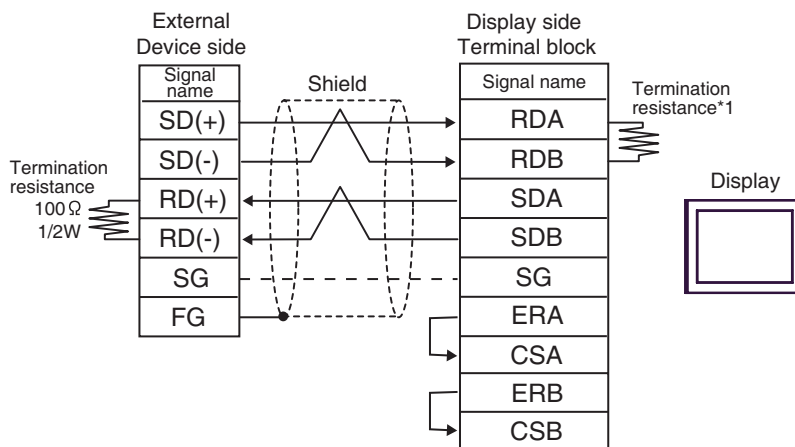 External
Device side
Display side
Terminal block
Signal
name
Shield
Signal name
Termination
resistance*1
SD(+)
RDA
SD(-)
RDB
Termination
resistance
100Ω
1/2W
RD(+)
SDA
Display
RD(-)
SDB
SG
SG
FG
ERA
CSA
ERB
CSB